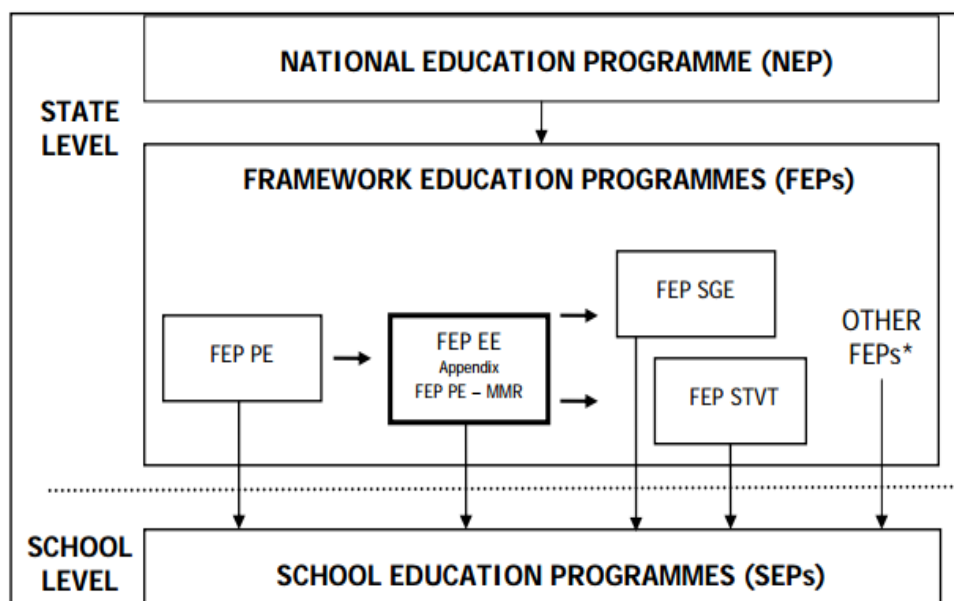 NATIONAL EDUCATION PROGRAMME (NEP)
STATE
LEVEL
FRAMEWORK EDUCATION PROGRAMMES (FEPs)
FEP PE
FEP EE
Appendix
FEP PE – MMR
FEP SGE
FEP STVT
OTHER
FEPs*
SCHOOL
LEVEL
SCHOOL EDUCATION PROGRAMMES (SEPs)